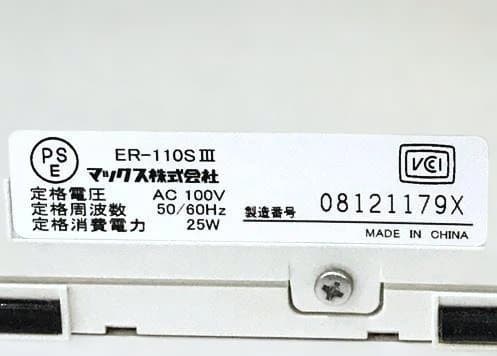 PS
E
ER-110SⅢ
マックス株式会社
VCI
定格電圧 AC 100V
定格周波数 50/60Hz
定格消費電力 25W
製造番号 08121179X
MADE IN CHINA